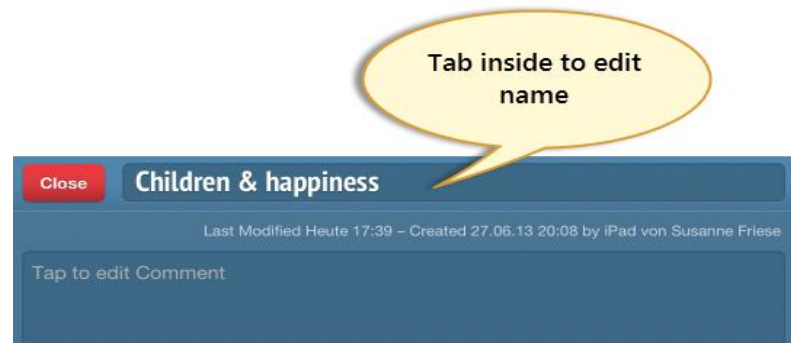 Tab inside to edit
name
Close Children & happiness
Last Modified Heute 17:39 – Created 27.06.13 20:08 by iPad von Susanne Friese
Tap to edit Comment